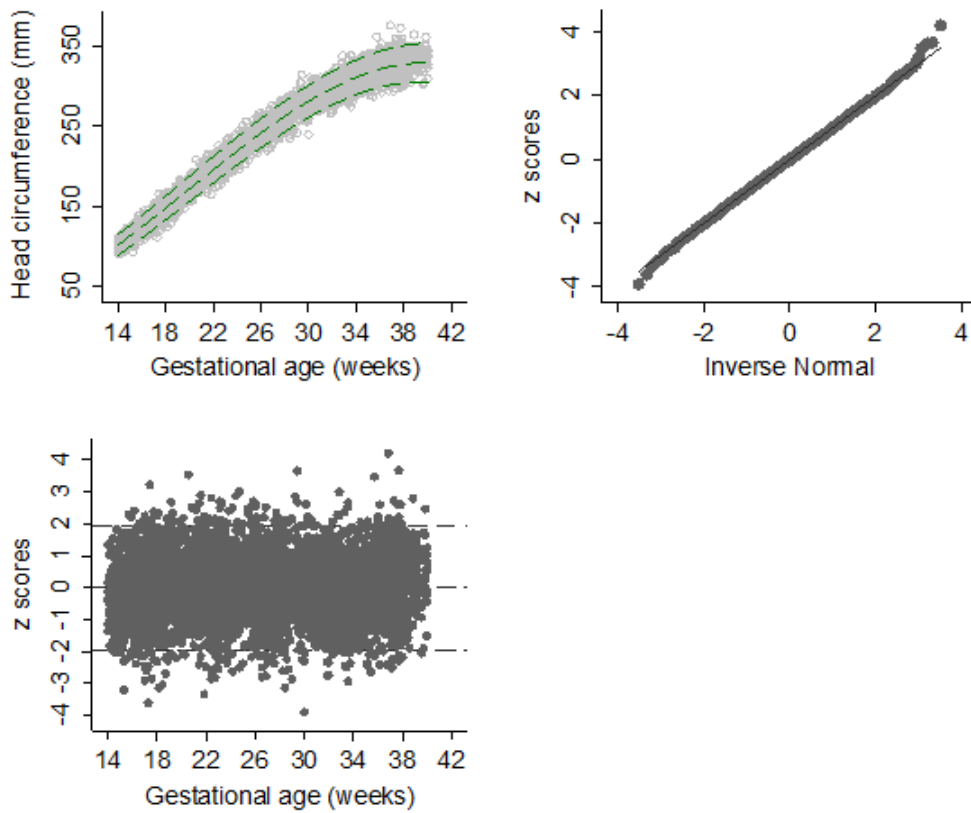 Head circumference (mm)
350
250
150
50
14 18 22 26 30 34 38 42
Gestational age (weeks)
z scores
4
2
0
-2
-4
-4 -2 0 2 4
Inverse Normal
z scores
4
3
2
1
0
-1
-2
-3
-4
14 18 22 26 30 34 38 42
Gestational age (weeks)